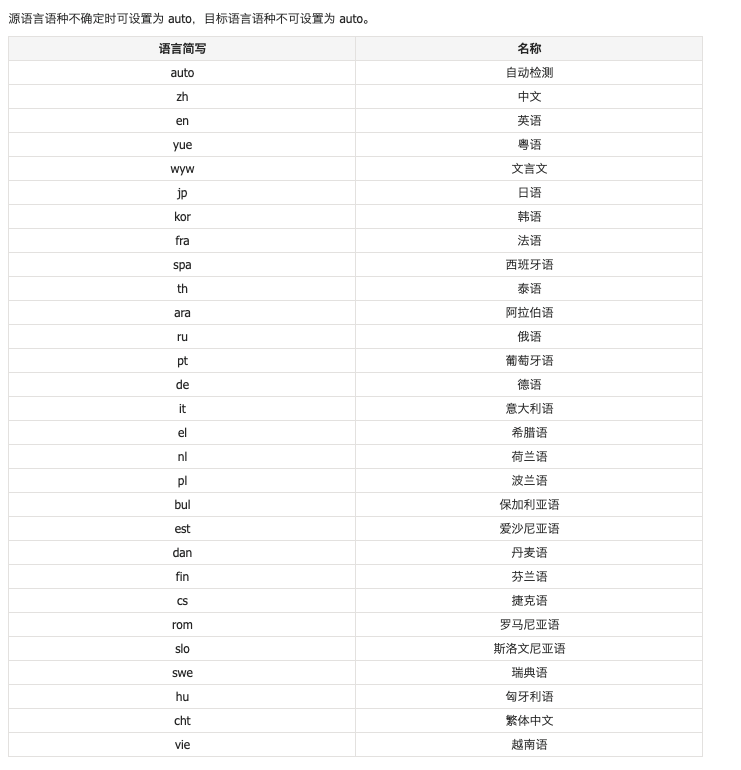 源语言语种不确定时可设置为 auto，目标语言语种不可设置为 auto。
语言简写 名称
auto 自动检测
zh 中文
en 英语
yue 粤语
wyw 文言文
jp 日语
kor 韩语
fra 法语
spa 西班牙语
th 泰语
ara 阿拉伯语
ru 俄语
pt 葡萄牙语
de 德语
it 意大利语
el 希腊语
nl 荷兰语
pl 波兰语
bul 保加利亚语
est 爱沙尼亚语
dan 丹麦语
fin 芬兰语
cs 捷克语
rom 罗马尼亚语
slo 斯洛文尼亚语
swe 瑞典语
hu 匈牙利语
cht 繁体中文
vie 越南语